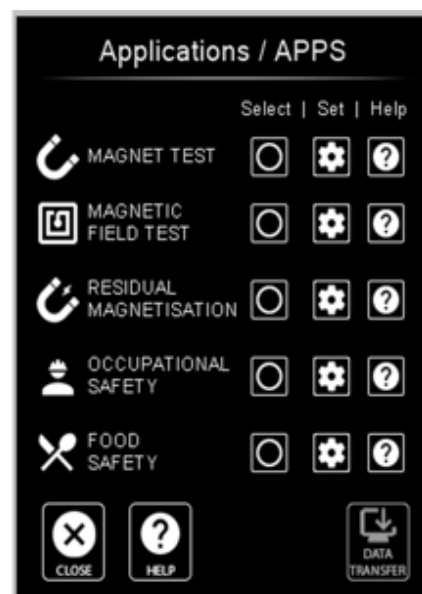 Applications / APPS
Select | Set | Help
MAGNET TEST
MAGNETIC
FIELD TEST
RESIDUAL
MAGNETISATION
OCCUPATIONAL
SAFETY
FOOD
SAFETY
CLOSE
HELP
DATA
TRANSFER